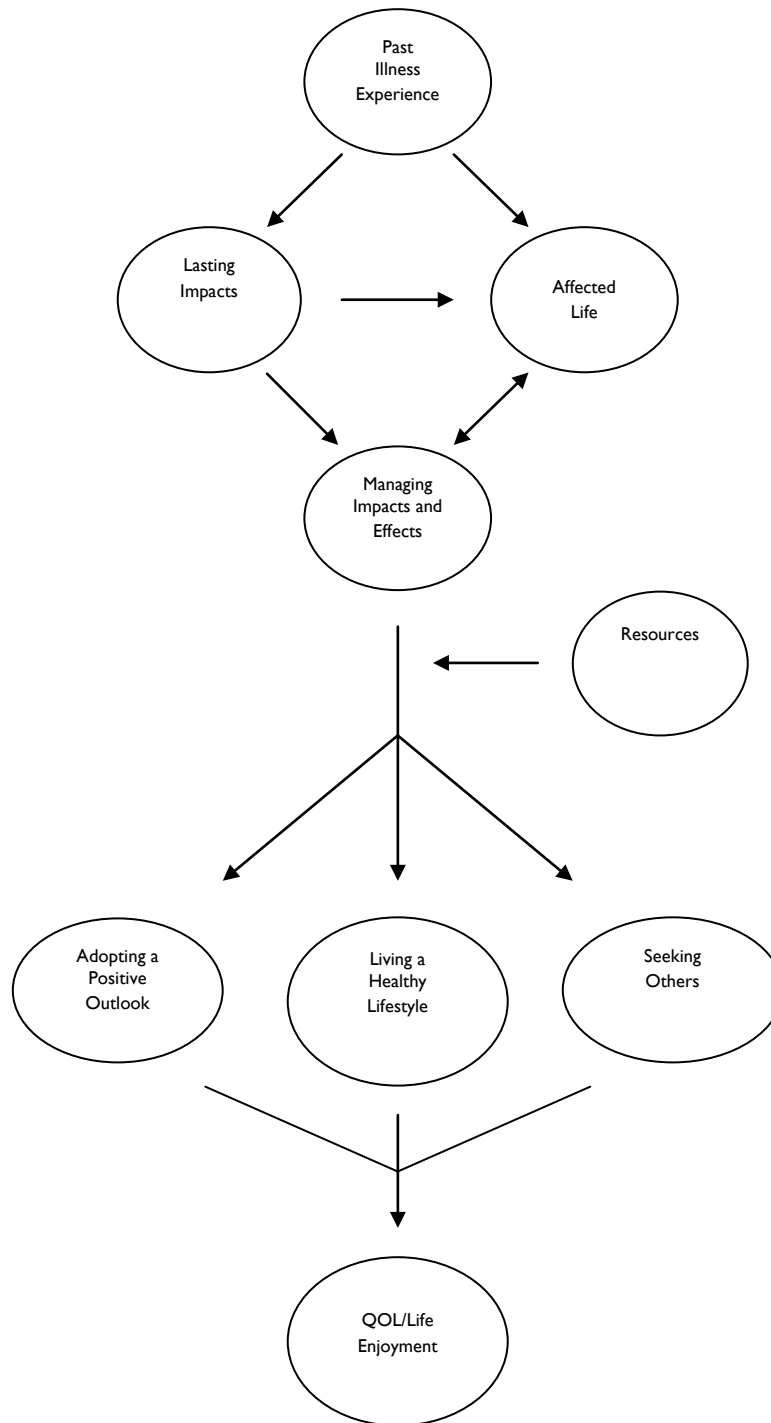 Past
Illness
Experience
Lasting
Impacts
Affected
Life
Managing
Impacts and
Effects
Resources
Adopting a
Positive
Outlook
Living a
Healthy
Lifestyle
Seeking
Others
QOL/Life
Enjoyment